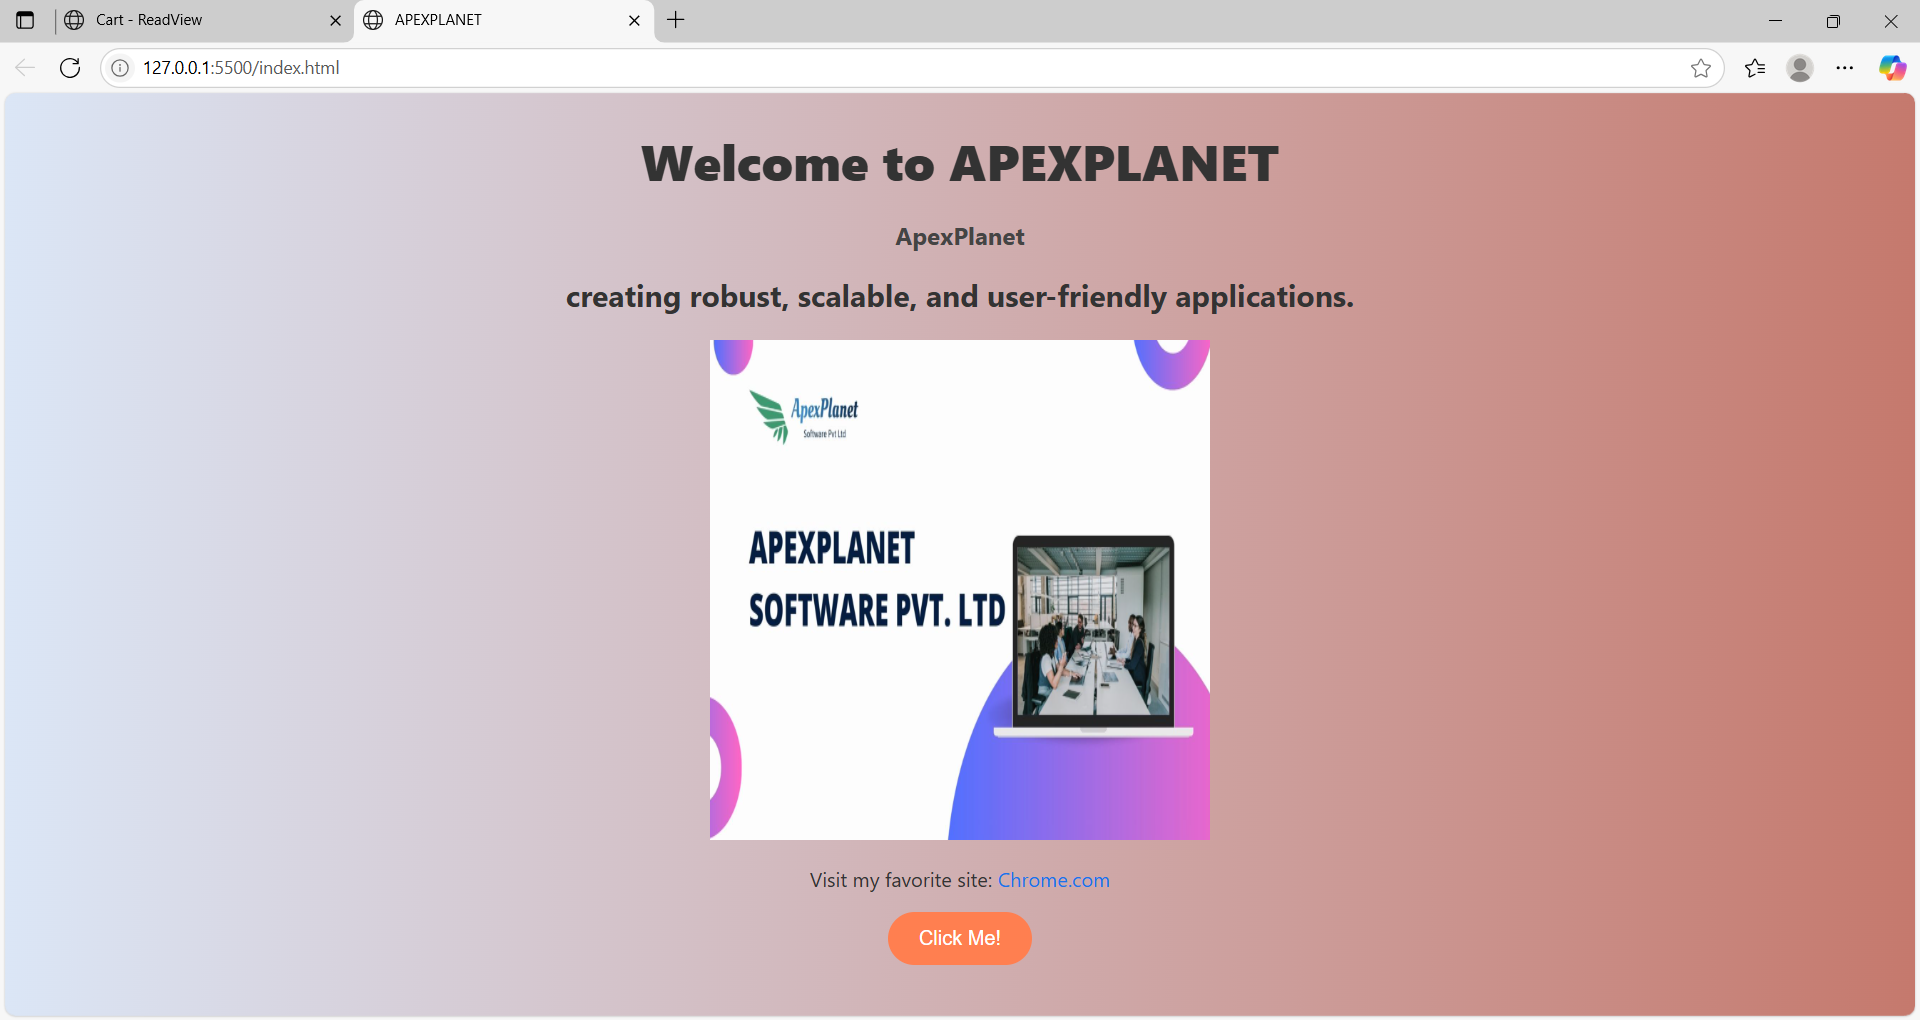 Cart - ReadView
APEXPLANET
127.0.0.1:5500/index.html
Welcome to APEXPLANET
ApexPlanet
creating robust, scalable, and user-friendly applications.
ApexPlanet
Software Pvt Ltd
APEXPLANET
SOFTWARE PVT. LTD
Visit my favorite site: Chrome.com
Click Me!